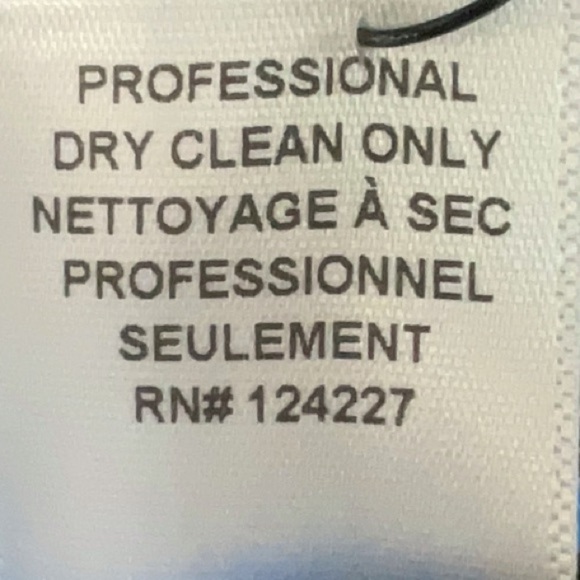 PROFESSIONAL
DRY CLEAN ONLY
NETTOYAGE À SEC
PROFESSIONNEL
SEULEMENT
RN# 124227